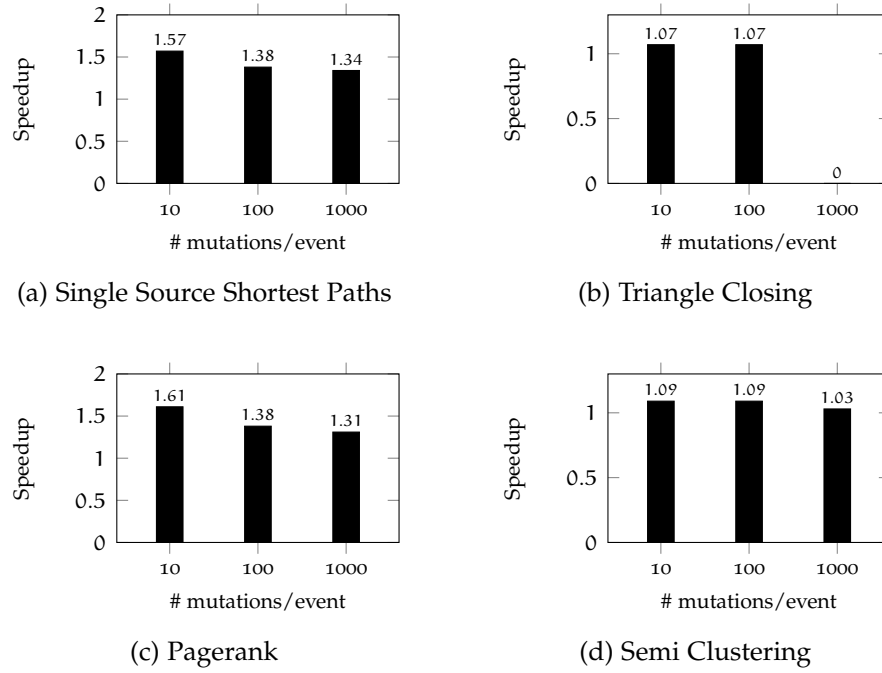 2
1.5
1
0.5
0
Speedup
1.57
1.38
1.34
10 100 1000
# mutations/event
(a) Single Source Shortest Paths
1
0.5
0
Speedup
1.07
1.07
0
10 100 1000
# mutations/event
(b) Triangle Closing
2
1.5
1
0.5
0
Speedup
1.61
1.38
1.31
10 100 1000
# mutations/event
(c) Pagerank
1
0.5
0
Speedup
1.09
1.09
1.03
10 100 1000
# mutations/event
(d) Semi Clustering